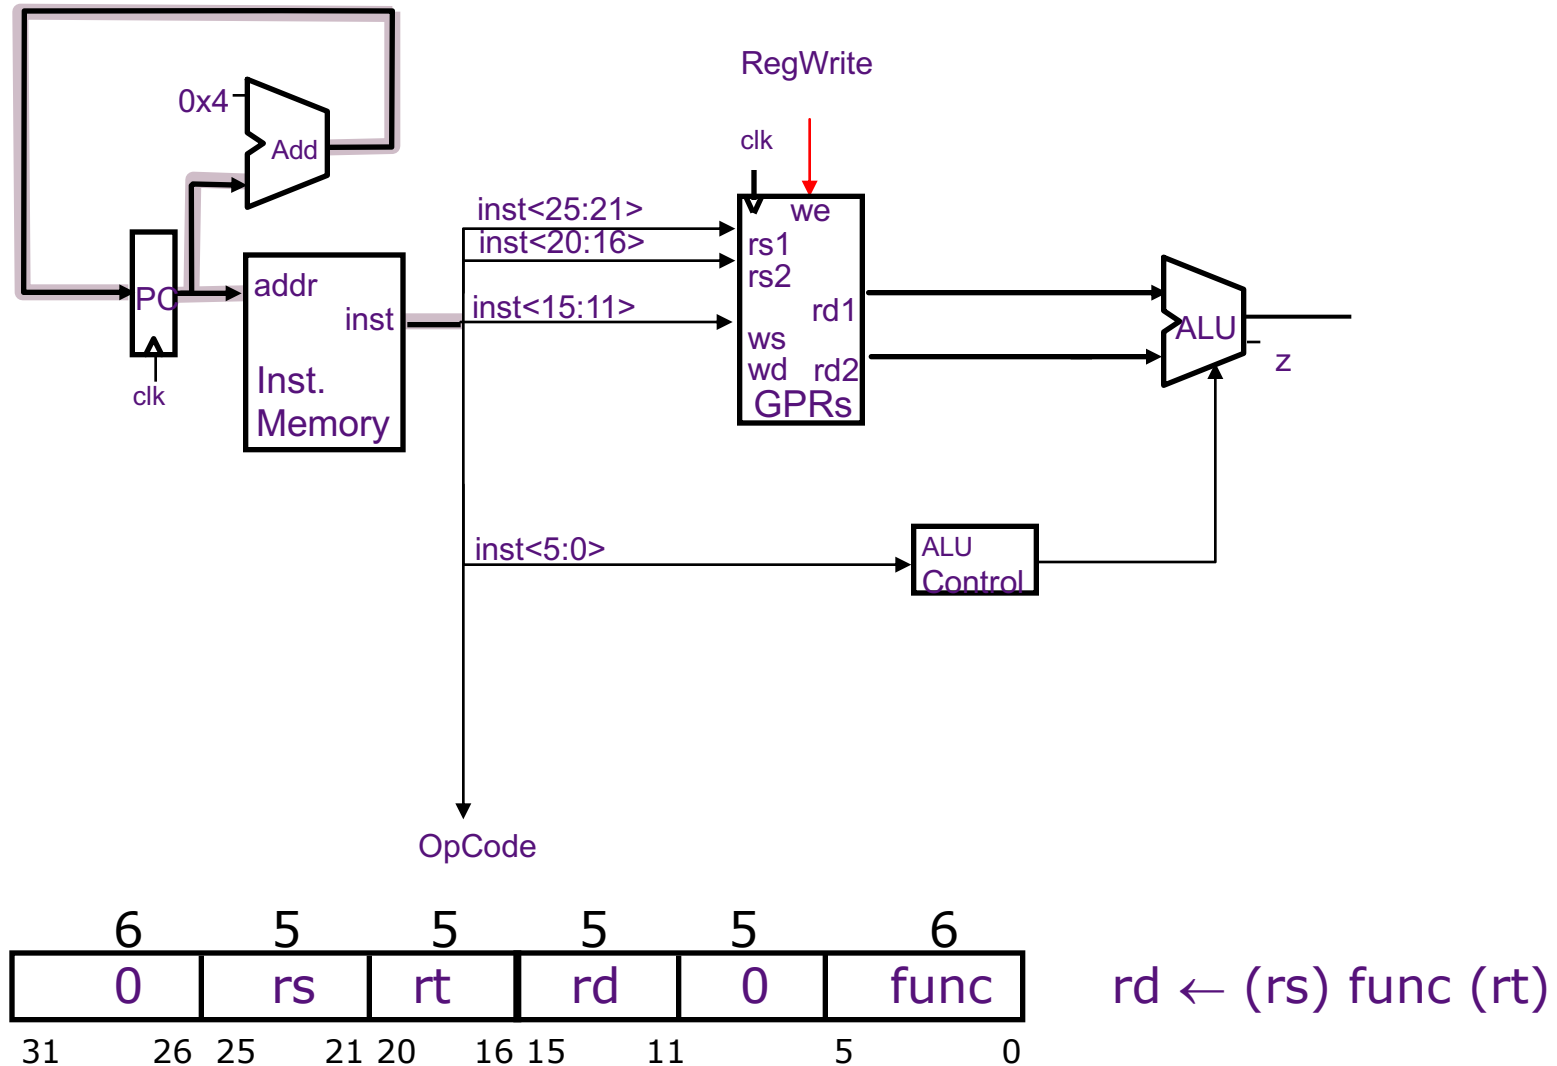 RegWrite
0x4
Add
clk
inst<25:21>
we
inst<20:16>
rs1
rs2
PC
addr
inst
inst<15:11>
rd1
ws
ALU
wd
rd2
z
clk
Inst.
Memory
GPRs
inst<5:0>
ALU
Control
OpCode
6 5 5 5 5 6
0 rs rt rd 0 func rd ← (rs) func (rt)
31 26 25 21 20 16 15 11 5 0